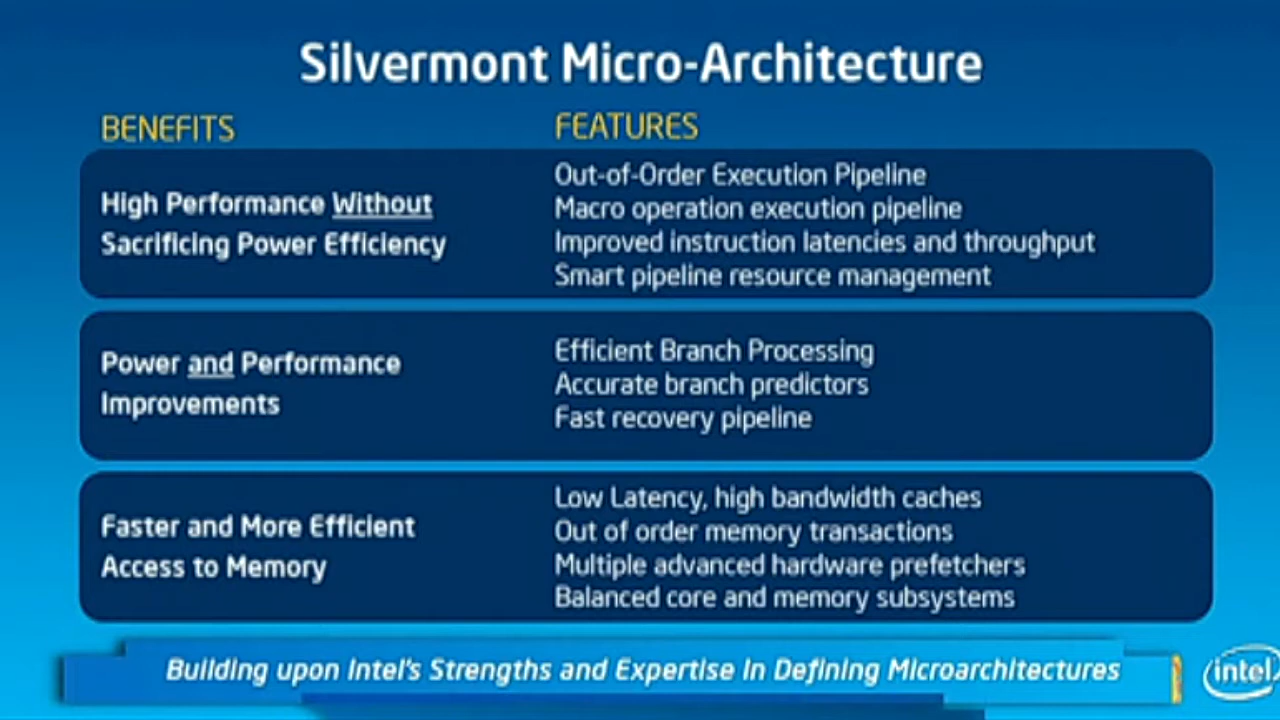 Silvermont Micro-Architecture
BENEFITS
FEATURES
High Performance Without
Sacrificing Power Efficiency
Out-of-Order Execution Pipeline
Macro operation execution pipeline
Improved instruction latencies and throughput
Smart pipeline resource management
Power and Performance
Improvements
Efficient Branch Processing
Accurate branch predictors
Fast recovery pipeline
Faster and More Efficient
Access to Memory
Low Latency, high bandwidth caches
Out of order memory transactions
Multiple advanced hardware prefetchers
Balanced core and memory subsystems
Building upon Intel's Strengths and Expertise in Defining Microarchitectures
intel